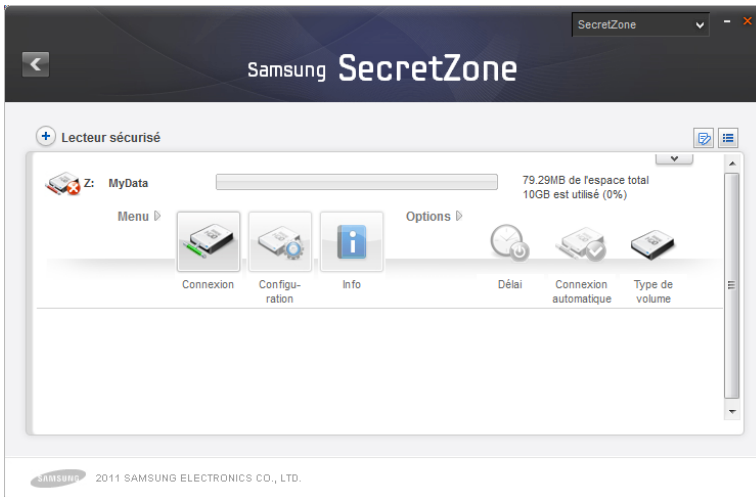 SecretZone
Samsung SecretZone
Lecteur sécurisé
Z: MyData
79.29MB de l'espace total
10GB est utilisé (0%)
Menu
Options
Connexion
Configu-
ration
Info
Délai
Connexion
automatique
Type de
volume
SAMSUNG 2011 SAMSUNG ELECTRONICS CO., LTD.